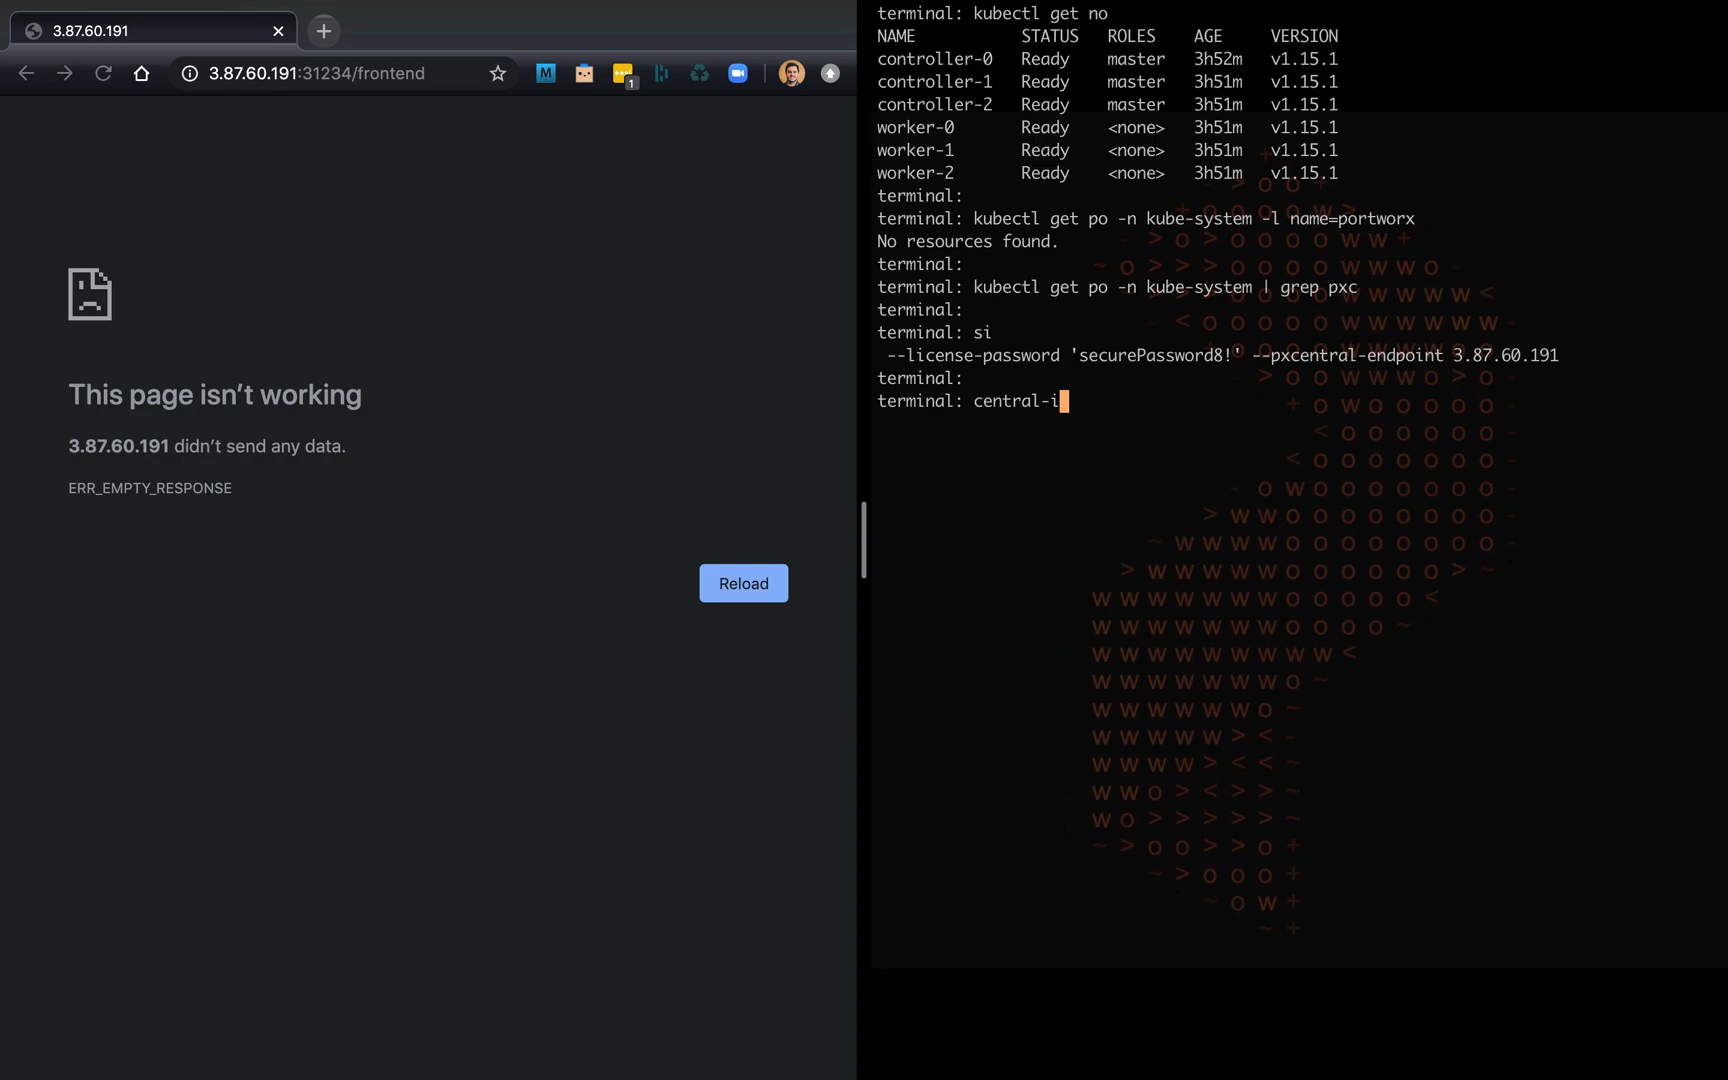 3.87.60.191
3.87.60.191:31234/frontend
M
1
This page isn't working
3.87.60.191 didn't send any data.
ERR_EMPTY_RESPONSE
Reload
terminal: kubectl get no
NAME STATUS ROLES AGE VERSION
controller-0 Ready master 3h52m v1.15.1
controller-1 Ready master 3h51m v1.15.1
controller-2 Ready master 3h51m v1.15.1
worker-0 Ready <none> 3h51m v1.15.1
worker-1 Ready <none> 3h51m v1.15.1
worker-2 Ready <none> 3h51m v1.15.1
terminal:
terminal: kubectl get po -n kube-system -l name=portworx
No resources found.
terminal:
terminal: kubectl get po -n kube-system | grep pxc
terminal:
terminal: si
--license-password 'securePassword8!' --pxcentral-endpoint 3.87.60.191
terminal:
terminal: central-i